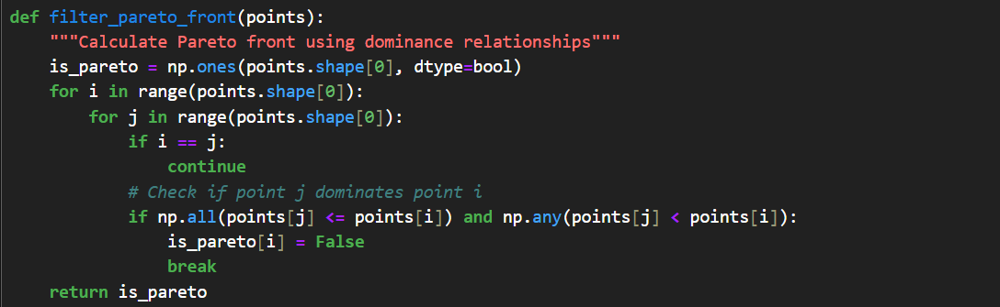 def filter_pareto_front(points):
    """Calculate Pareto front using dominance relationships"""
    is_pareto = np.ones(points.shape[0], dtype=bool)
    for i in range(points.shape[0]):
        for j in range(points.shape[0]):
            if i == j:
                continue
            # Check if point j dominates point i
            if np.all(points[j] <= points[i]) and np.any(points[j] < points[i]):
                is_pareto[i] = False
                break
    return is_pareto